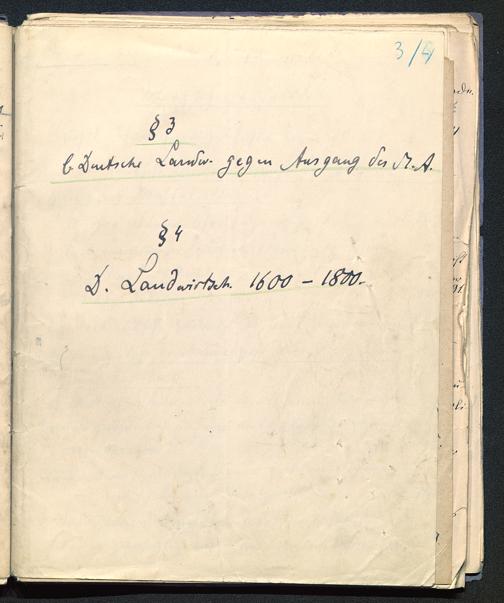 3/4
§ 3
b Deutsche Landw. gegen Ausgang des M.A.
§ 4
D. Landwirtsch. 1600 – 1800.